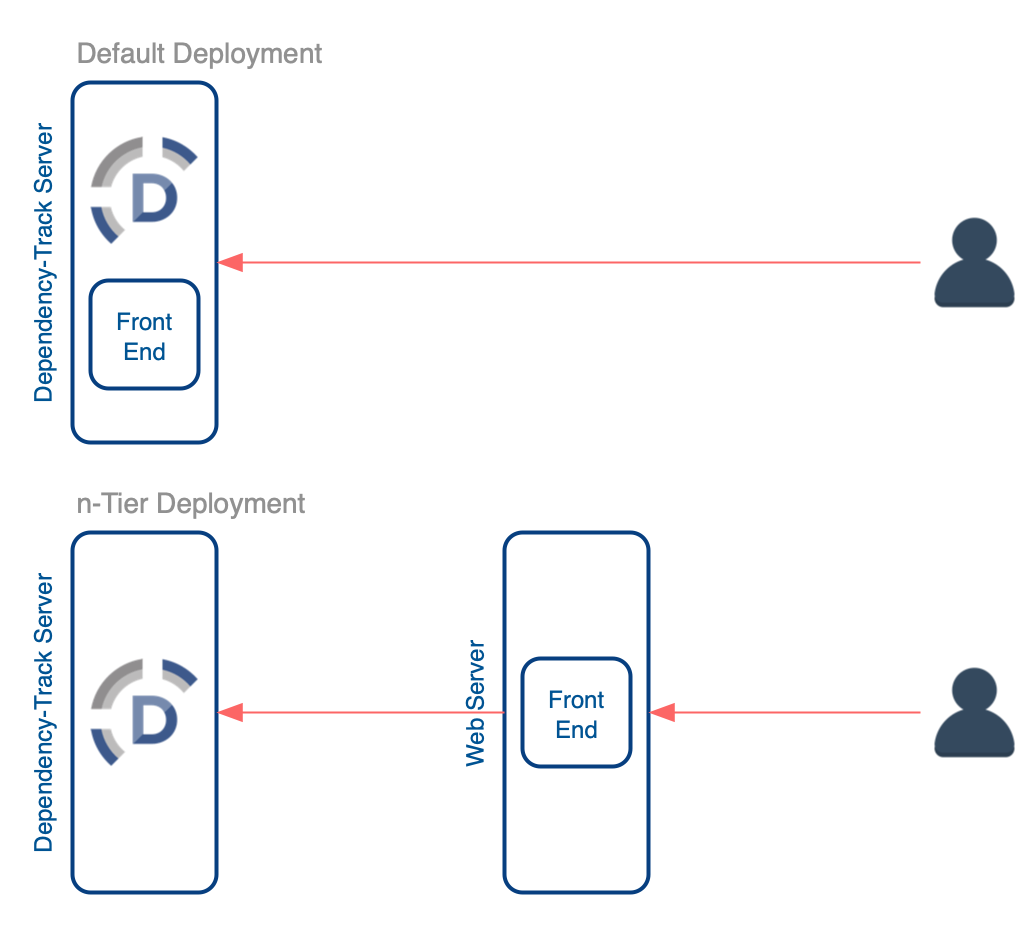 Default Deployment
Dependency-Track Server
D
Front
End
n-Tier Deployment
Dependency-Track Server
D
Web Server
Front
End